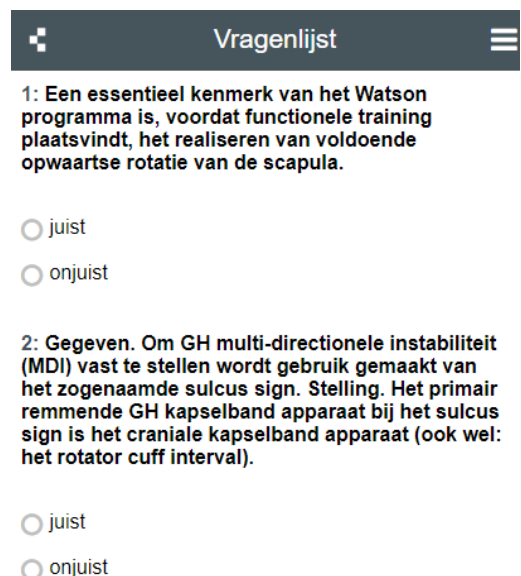 Vragenlijst
1: Een essentieel kenmerk van het Watson
programma is, voordat functionele training
plaatsvindt, het realiseren van voldoende
opwaartse rotatie van de scapula.
juist
onjuist
2: Gegeven. Om GH multi-directionele instabiliteit
(MDI) vast te stellen wordt gebruik gemaakt van
het zogenaamde sulcus sign. Stelling. Het primair
remmende GH kapselband apparaat bij het sulcus
sign is het craniale kapselband apparaat (ook wel:
het rotator cuff interval).
juist
onjuist